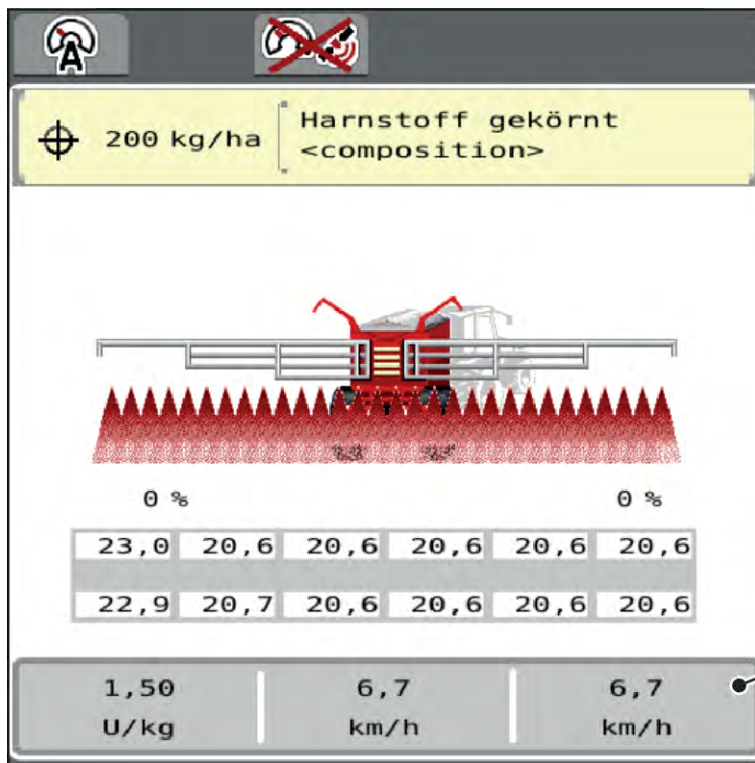 A
200 kg/ha
Harnstoff gekörnt
<composition>
0 %
0 %
23,0 20,6 20,6 20,6 20,6 20,6
22,9 20,7 20,6 20,6 20,6 20,6
1,50 6,7 6,7
U/kg km/h km/h